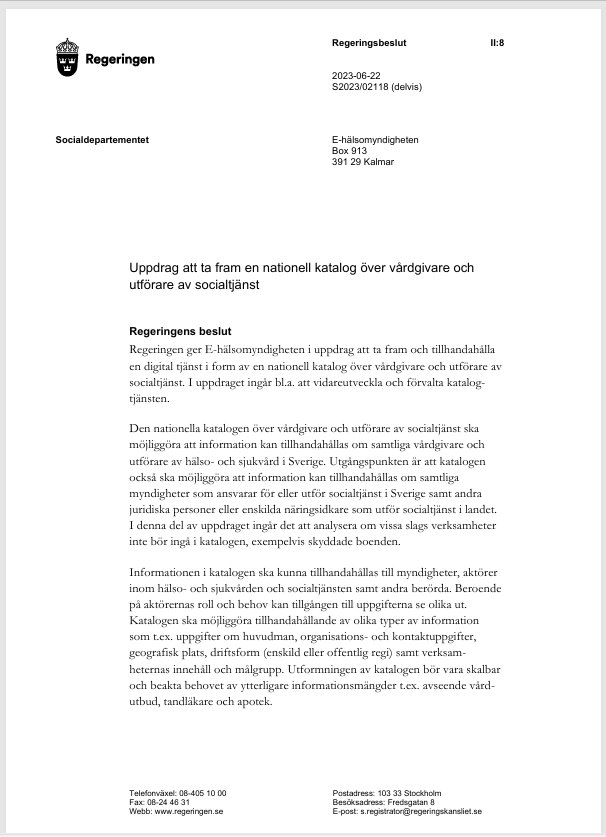 Regeringen
Regeringsbeslut II:8
2023-06-22
S2023/02118 (delvis)
Socialdepartementet
E-hälsomyndigheten
Box 913
391 29 Kalmar
Uppdrag att ta fram en nationell katalog över vårdgivare och
utförare av socialtjänst
Regeringens beslut
Regeringen ger E-hälsomyndigheten i uppdrag att ta fram och tillhandahålla
en digital tjänst i form av en nationell katalog över vårdgivare och utförare av
socialtjänst. I uppdraget ingår bl.a. att vidareutveckla och förvalta katalog-
tjänsten.
Den nationella katalogen över vårdgivare och utförare av socialtjänst ska
möjliggöra att information kan tillhandahållas om samtliga vårdgivare och
utförare av hälso- och sjukvård i Sverige. Utgångspunkten är att katalogen
också ska möjliggöra att information kan tillhandahållas om samtliga
myndigheter som ansvarar för eller utför socialtjänst i Sverige samt andra
juridiska personer eller enskilda näringsidkare som utför socialtjänst i landet.
I denna del av uppdraget ingår det att analysera om vissa slags verksamheter
inte bör ingå i katalogen, exempelvis skyddade boenden.
Informationen i katalogen ska kunna tillhandahållas till myndigheter, aktörer
inom hälso- och sjukvården och socialtjänsten samt andra berörda. Beroende
på aktörernas roll och behov kan tillgången till uppgifterna se olika ut.
Katalogen ska möjliggöra tillhandahållande av olika typer av information
som t.ex. uppgifter om huvudman, organisations- och kontaktuppgifter,
geografisk plats, driftsform (enskild eller offentlig regi) samt verksam-
heternas innehåll och målgrupp. Utformningen av katalogen bör vara skalbar
och beakta behovet av ytterligare informationsmängder t.ex. avseende vård-
utbud, tandläkare och apotek.
Telefonväxel: 08-405 10 00
Fax: 08-24 46 31
Webb: www.regeringen.se
Postadress: 103 33 Stockholm
Besöksadress: Fredsgatan 8
E-post: s.registrator@regeringskansliet.se